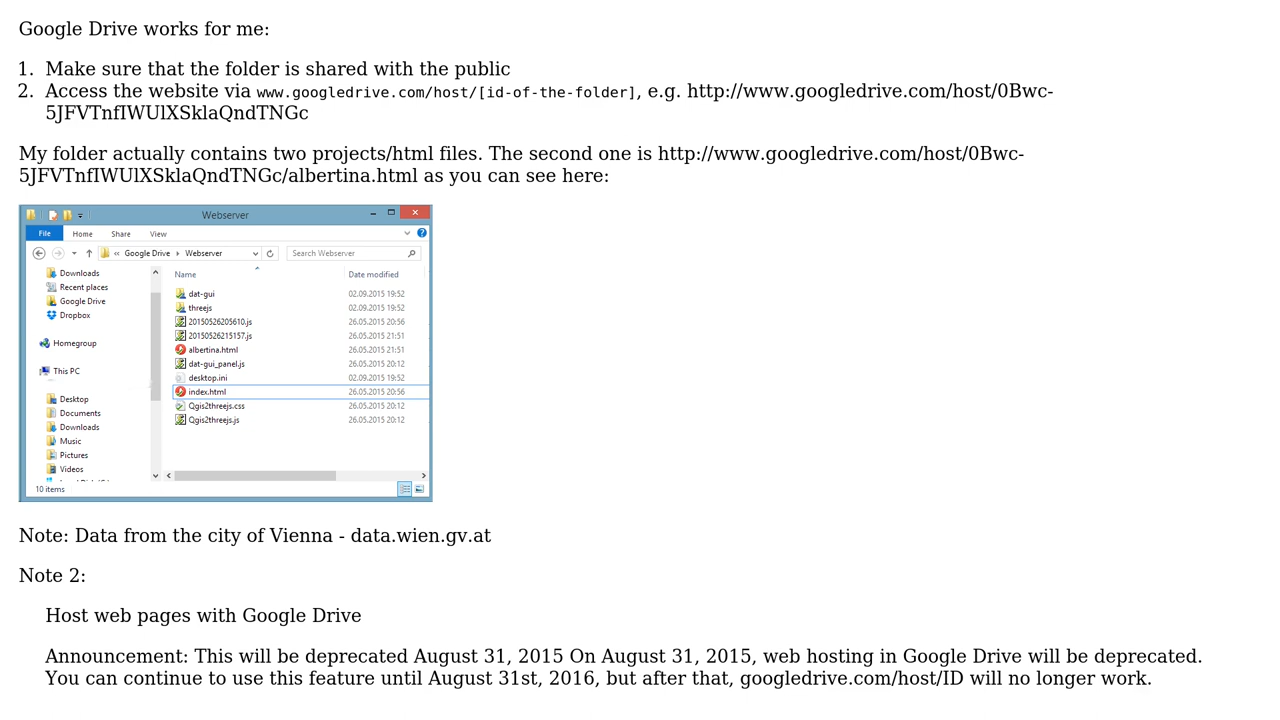 Google Drive works for me:
1. Make sure that the folder is shared with the public
2. Access the website via www.googledrive.com/host/[id-of-the-folder], e.g. http://www.googledrive.com/host/0Bwc-
5JFVTnfIWUlXSklaQndTNGc
My folder actually contains two projects/html files. The second one is http://www.googledrive.com/host/0Bwc-
5JFVTnfIWUlXSklaQndTNGc/albertina.html as you can see here:
Webserver
File Home Share View
« Google Drive Webserver Search Webserver
Name Date modified
Downloads
Recent places
Google Drive
Dropbox
Homegroup
This PC
Desktop
Documents
Downloads
Music
Pictures
Videos
dat-gui 02.09.2015 19:52
threejs 02.09.2015 19:52
20150526205610.js 26.05.2015 20:56
20150526215157.js 26.05.2015 21:51
albertina.html 26.05.2015 21:51
dat-gui_panel.js 26.05.2015 20:12
desktop.ini 02.09.2015 19:52
index.html 26.05.2015 20:56
Qgis2threejs.css 26.05.2015 20:12
Qgis2threejs.js 26.05.2015 20:12
10 items
Note: Data from the city of Vienna - data.wien.gv.at
Note 2:
Host web pages with Google Drive
Announcement: This will be deprecated August 31, 2015 On August 31, 2015, web hosting in Google Drive will be deprecated.
You can continue to use this feature until August 31st, 2016, but after that, googledrive.com/host/ID will no longer work.